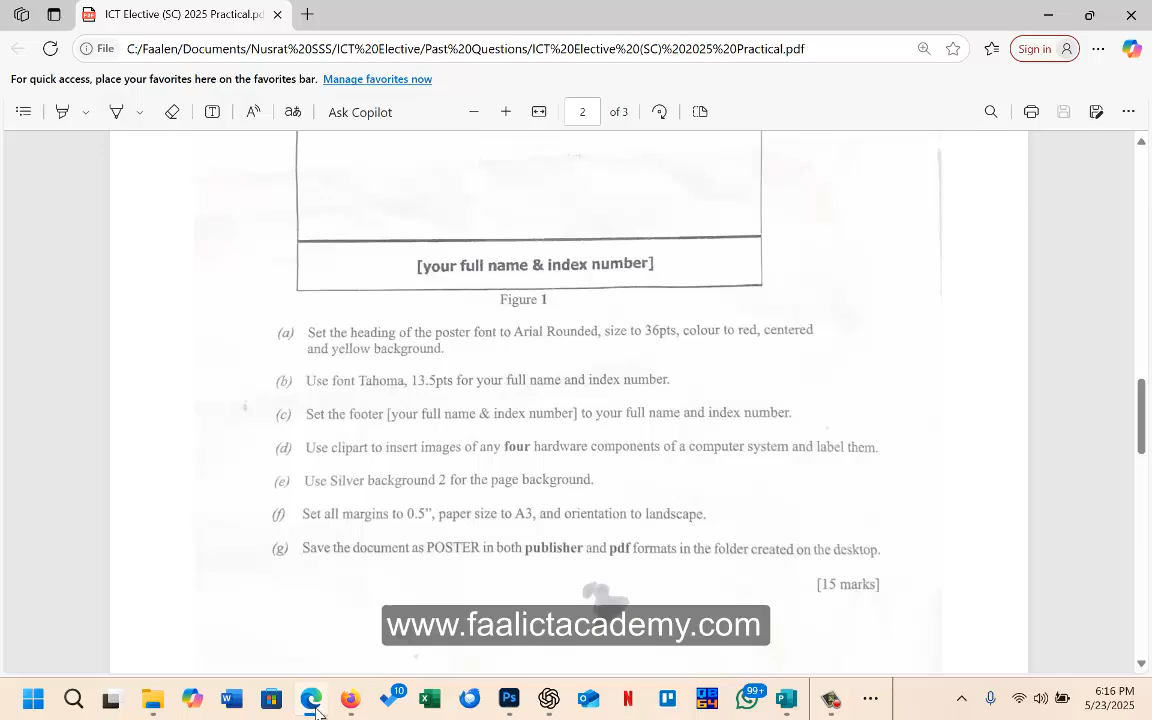 ICT Elective (SC) 2025 Practical.pd
File
C:/Faalen/Documents/Nusrat%20SSS/ICT%20Elective/Past%20Questions/ICT%20Elective%20(SC)%202025%20Practical.pdf
Sign in
For quick access, place your favorites here on the favorites bar. Manage favorites now
Ask Copilot
2 of 3
[your full name & index number]
Figure 1
(a) Set the heading of the poster font to Arial Rounded, size to 36pts, colour to red, centered
and yellow background.
(b) Use font Tahoma, 13.5pts for your full name and index number.
(c) Set the footer [your full name & index number] to your full name and index number.
(d) Use clipart to insert images of any four hardware components of a computer system and label them.
(e) Use Silver background 2 for the page background.
(f) Set all margins to 0.5”, paper size to A3, and orientation to landscape.
(g) Save the document as POSTER in both publisher and pdf formats in the folder created on the desktop.
[15 marks]
www.faalictacademy.com
10
99+
6:16 PM
5/23/2025